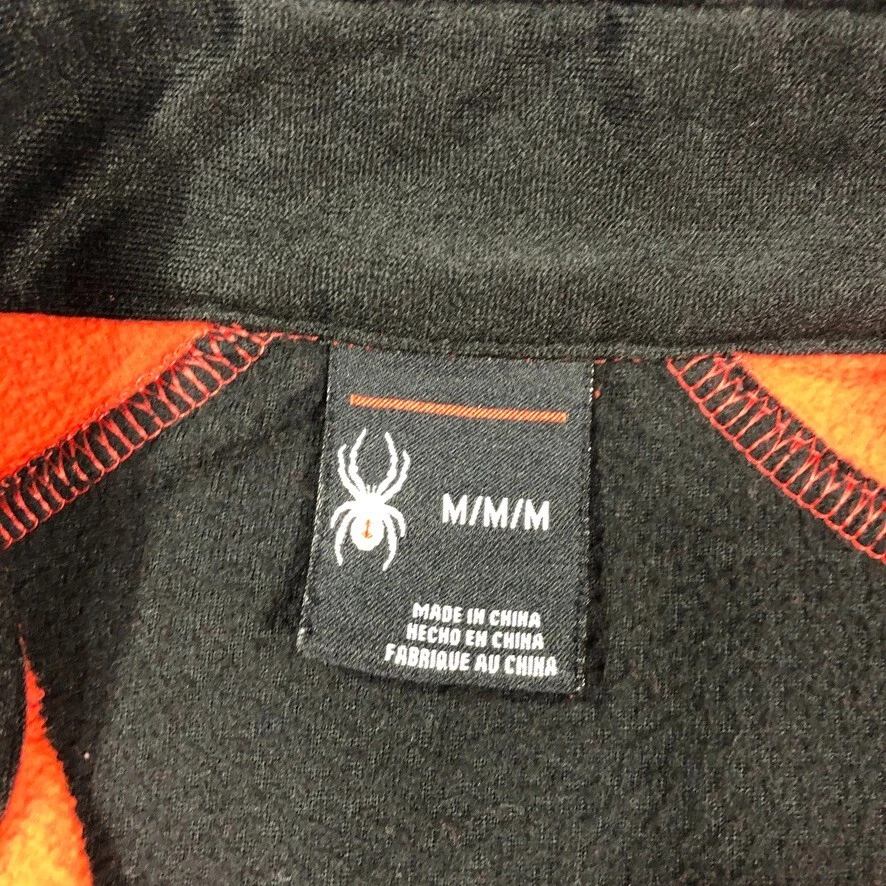 M/M/M
MADE IN CHINA
HECHO EN CHINA
FABRIQUE AU CHINA